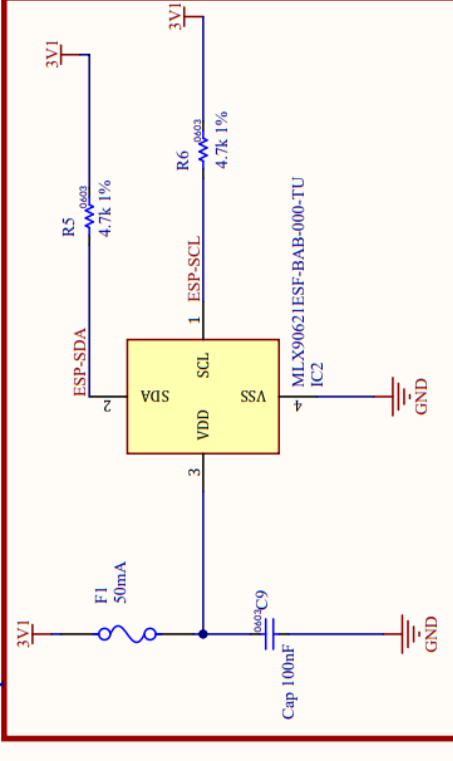 3V1
3V1
R5
0603
4.7k 1%
R6
0603
4.7k 1%
ESP-SDA
ESP-SCL
2
1
SDA
SCL
VDD
VSS
3
4
MLX90621ESF-BAB-000-TU
IC2
GND
3V1
F1
50mA
0603
C9
Cap 100nF
GND